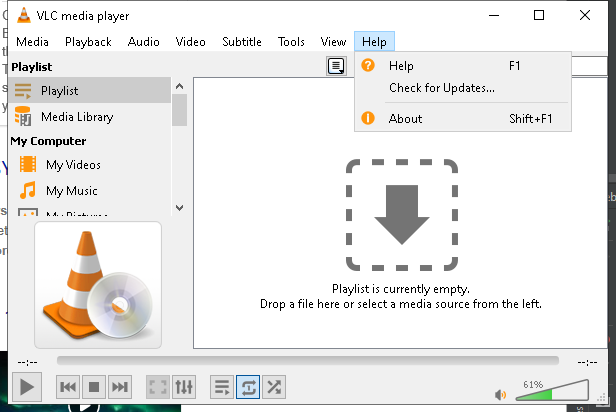 VLC media player
Media Playback Audio Video Subtitle Tools View Help
Playlist
Playlist
Media Library
My Computer
My Videos
My Music
My Pictures
Help F1
Check for Updates...
About Shift+F1
Playlist is currently empty.
Drop a file here or select a media source from the left.
--:-- --:--
61%